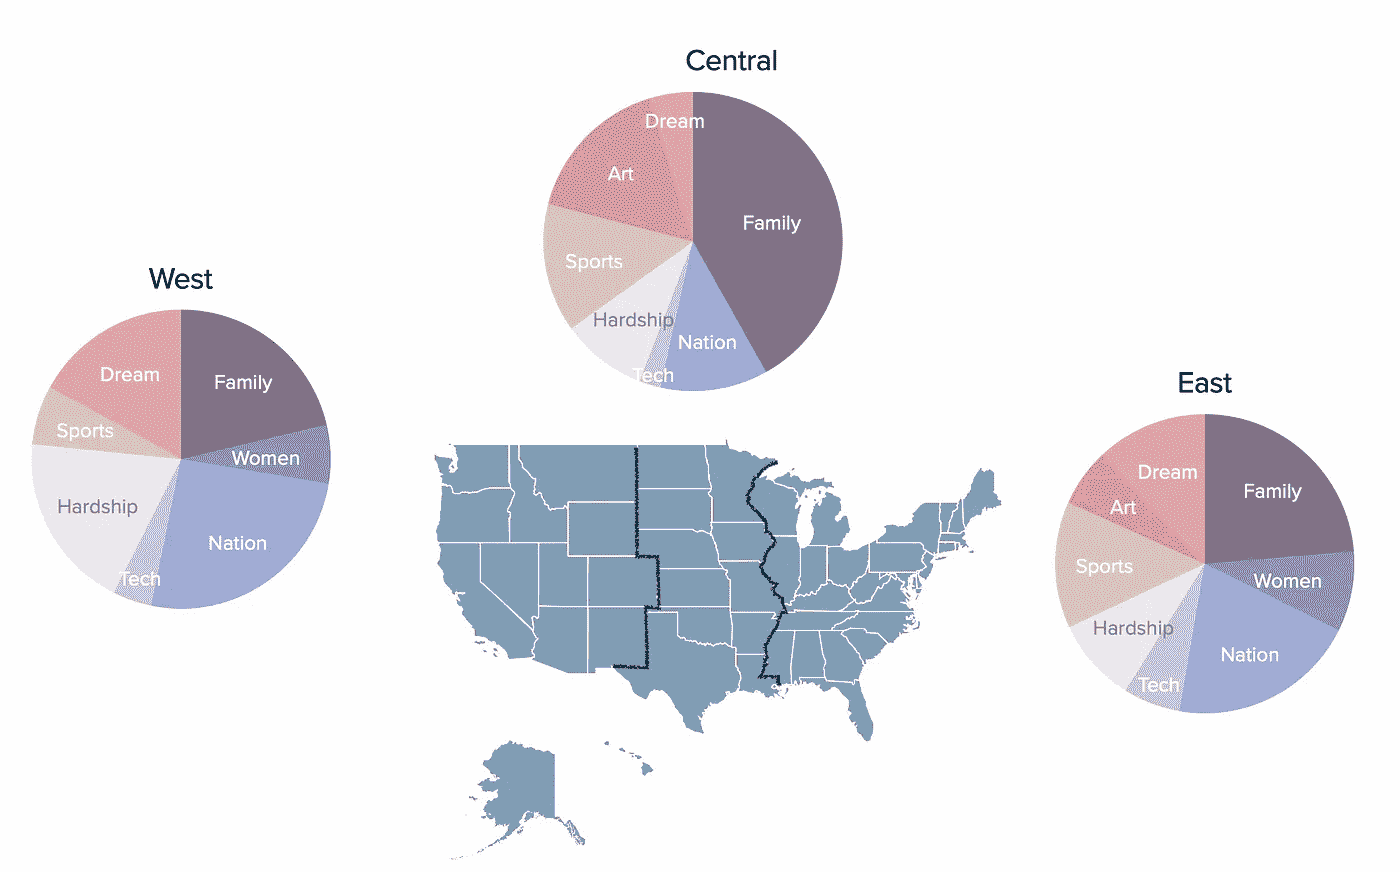 Central
Dream
Art
Family
Sports
Hardship
Nation
Tech
West
Dream
Family
Sports
Women
Hardship
Nation
Tech
East
Dream
Family
Art
Sports
Women
Hardship
Nation
Tech